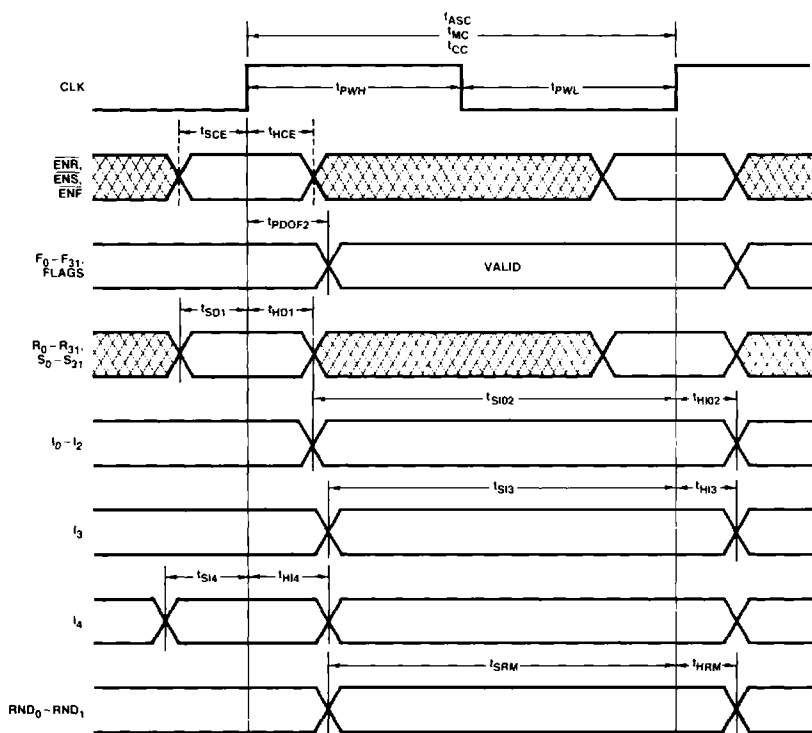 tASC
tMC
tCC
CLK
tPWH
tPWL
tSCE
tHCE
ENR,
ENS,
ENF
tPDOF2
F0–F31,
FLAGS
VALID
tSD1
tHD1
R0–R31,
S0–S31
tSI02
tHI02
I0–I2
tSI3
tHI3
I3
tSI4
tHI4
I4
tSRM
tHRM
RND0–RND1